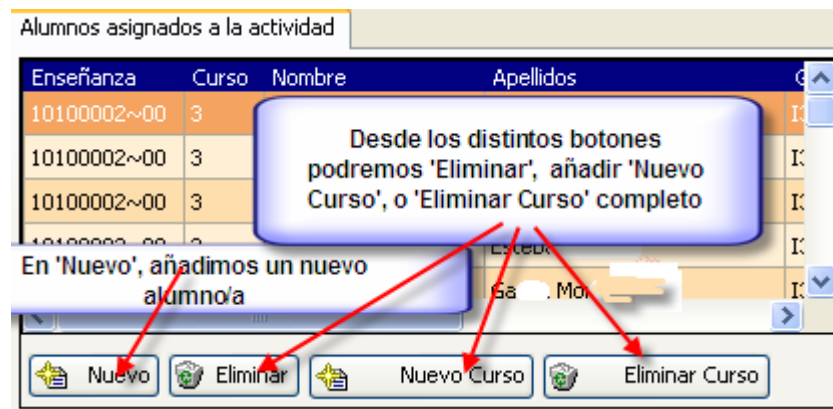 Alumnos asignados a la actividad
Enseñanza Curso Nombre Apellidos
10100002~00 3
10100002~00 3
10100002~00 3
Desde los distintos botones
podremos 'Eliminar', añadir 'Nuevo
Curso', o 'Eliminar Curso' completo
En 'Nuevo', añadimos un nuevo
alumno/a
Nuevo Eliminar Nuevo Curso Eliminar Curso